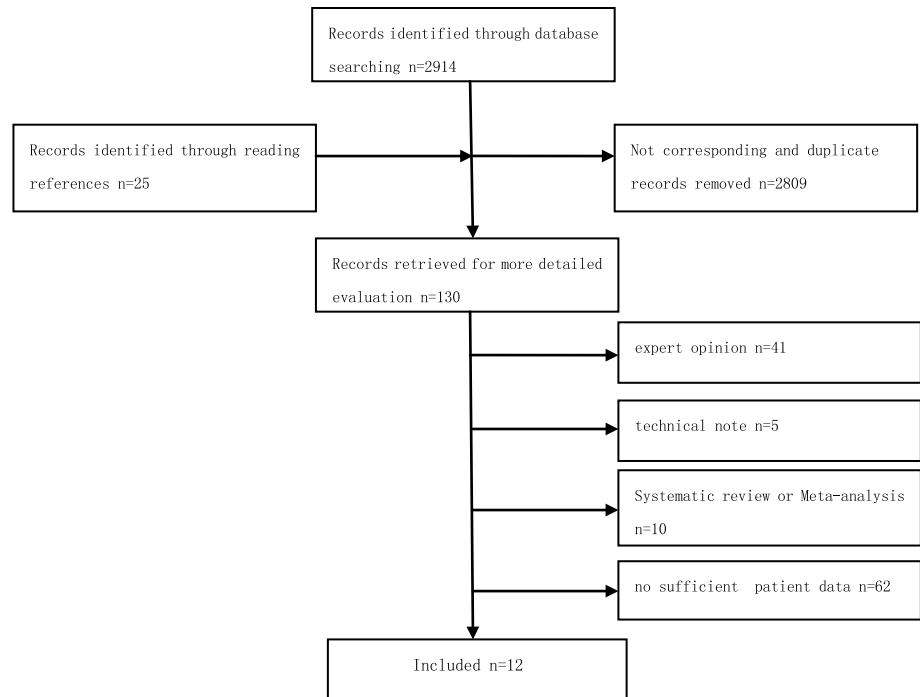 Records identified through database
searching n=2914
Records identified through reading
references n=25
Not corresponding and duplicate
records removed n=2809
Records retrieved for more detailed
evaluation n=130
expert opinion n=41
technical note n=5
Systematic review or Meta-analysis
n=10
no sufficient  patient data n=62
Included n=12